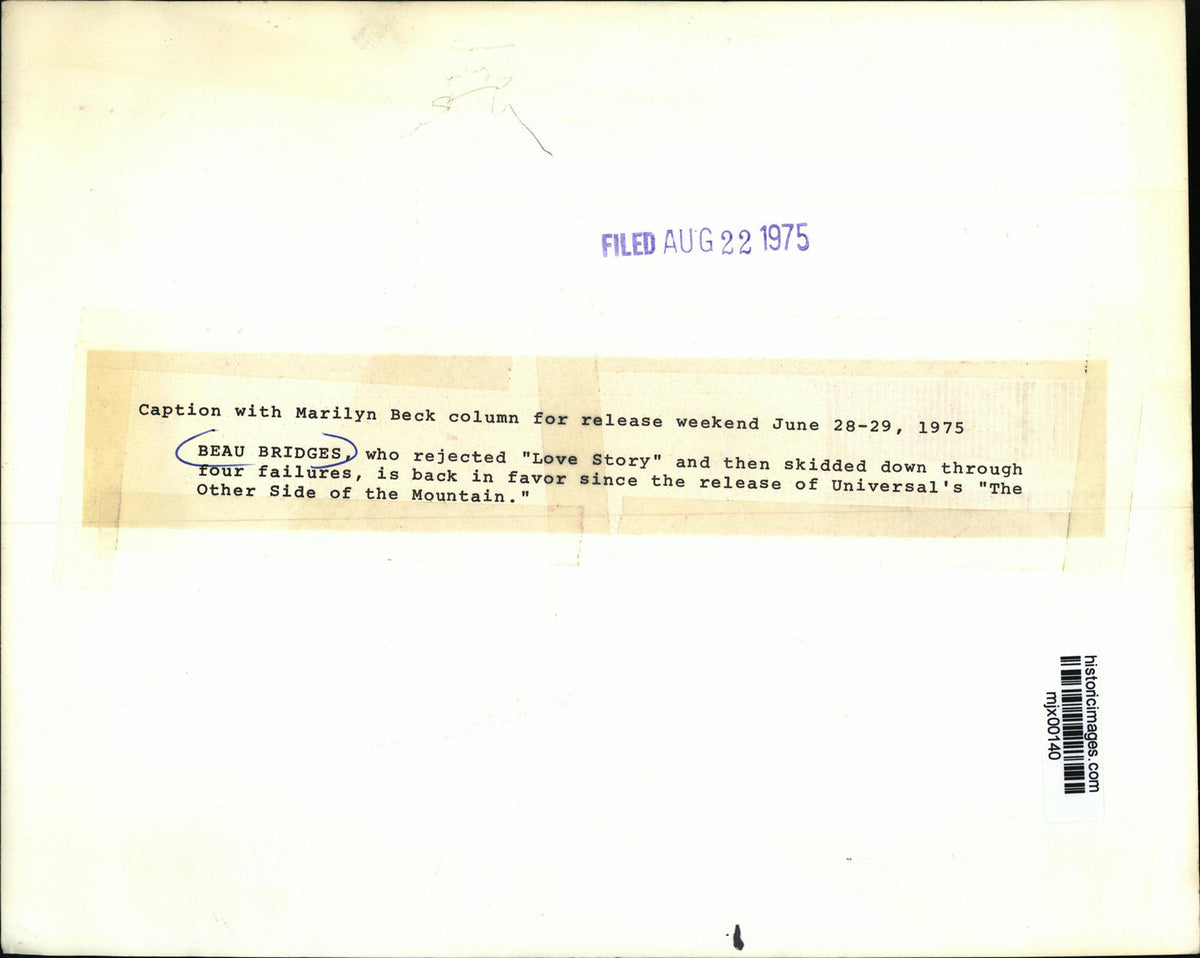 FILED AUG 22 1975
Caption with Marilyn Beck column for release weekend June 28-29, 1975
BEAU BRIDGES, who rejected "Love Story" and then skidded down through
four failures, is back in favor since the release of Universal's "The
Other Side of the Mountain."
historicimages.com
mjx00140